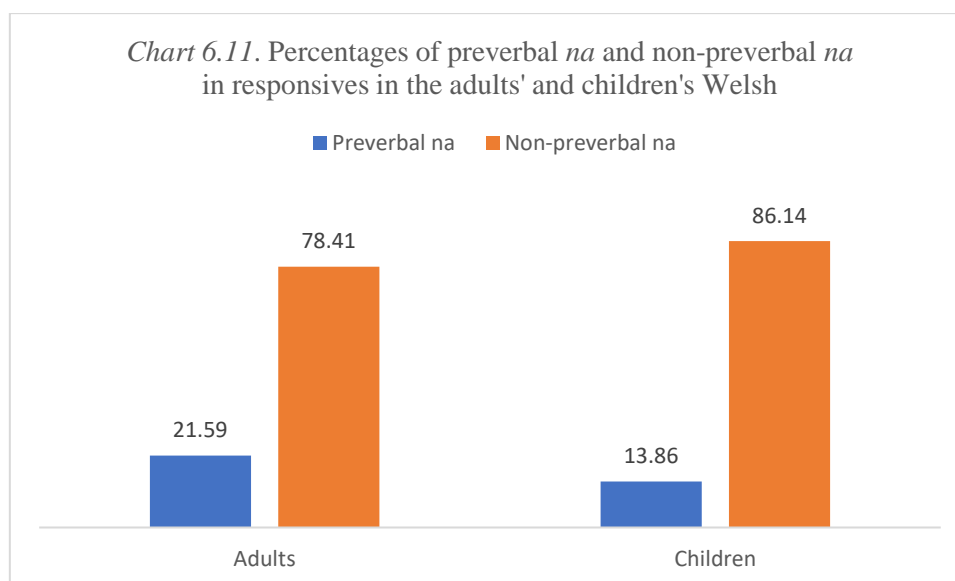 Chart 6.11. Percentages of preverbal na and non-preverbal na
in responsives in the adults' and children's Welsh
Preverbal na Non-preverbal na
86.14
78.41
21.59
13.86
Adults Children